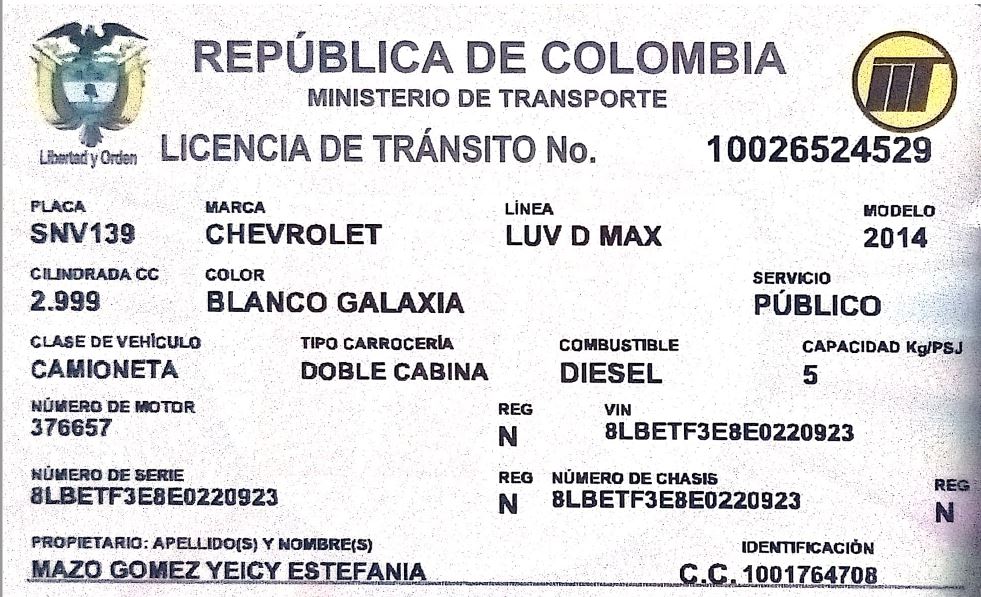 REPÚBLICA DE COLOMBIA
MINISTERIO DE TRANSPORTE
Libertad y Orden
LICENCIA DE TRÁNSITO No. 10026524529
PLACA MARCA LÍNEA MODELO
SNV139 CHEVROLET LUV D MAX 2014
CILINDRADA CC COLOR SERVICIO
2.999 BLANCO GALAXIA PÚBLICO
CLASE DE VEHÍCULO TIPO CARROCERÍA COMBUSTIBLE CAPACIDAD Kg/PSJ
CAMIONETA DOBLE CABINA DIESEL 5
NÚMERO DE MOTOR REG VIN
376657 N 8LBETF3E8E0220923
NÚMERO DE SERIE REG NÚMERO DE CHASIS REG
8LBETF3E8E0220923 N 8LBETF3E8E0220923 N
PROPIETARIO: APELLIDO(S) Y NOMBRE(S) IDENTIFICACIÓN
MAZO GOMEZ YEICY ESTEFANIA C.C. 1001764708